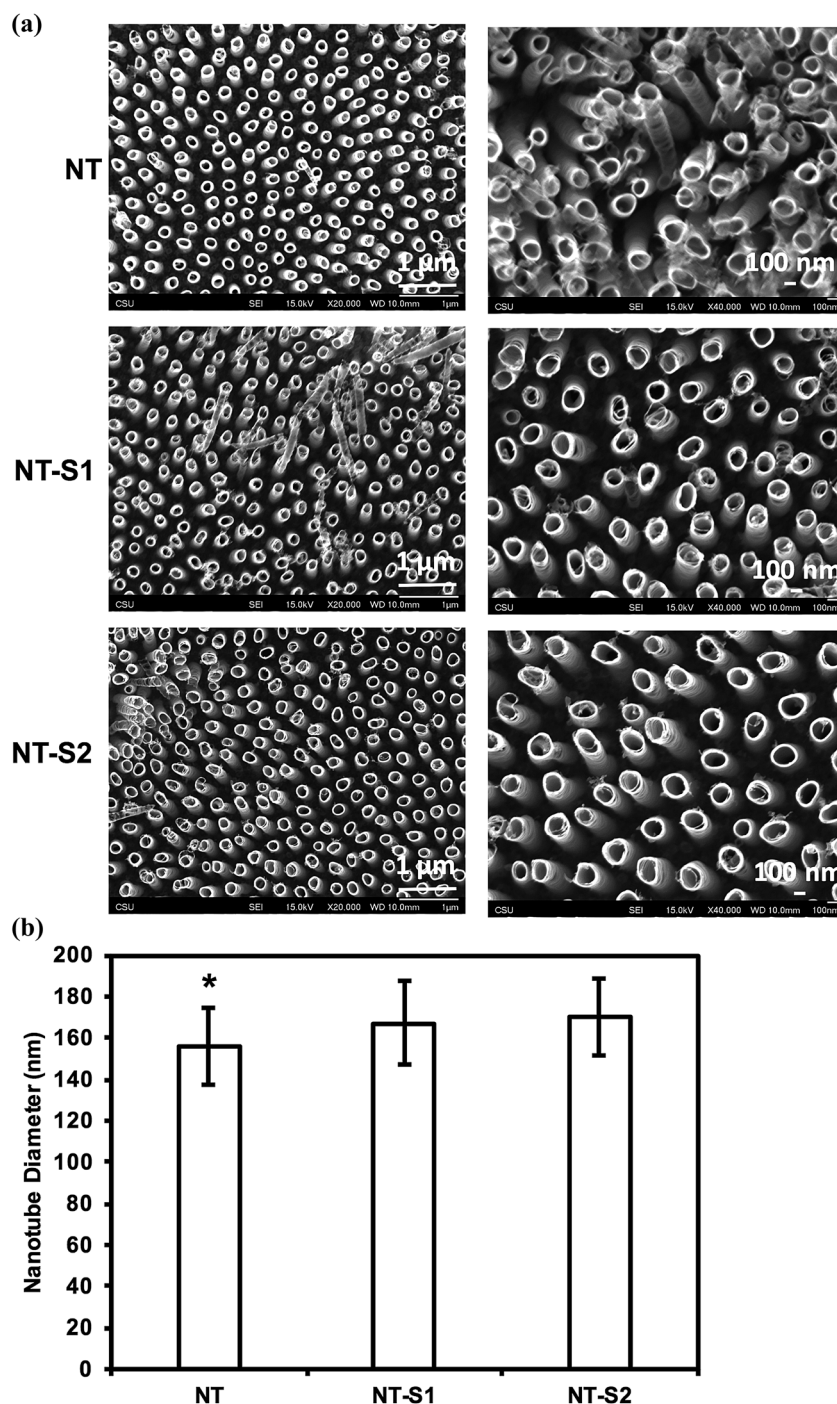 (a)
NT
1 µm
CSU SEI 15.0kV X20.000 WD 10.0mm 1µm
100 nm
CSU SEI 15.0kV X40.000 WD 10.0mm 100nm
NT-S1
1 µm
CSU SEI 15.0kV X20.000 WD 10.0mm 1µm
100 nm
CSU SEI 15.0kV X40.000 WD 10.0mm 100nm
NT-S2
1 µm
CSU SEI 15.0kV X20.000 WD 10.0mm 1µm
100 nm
CSU SEI 15.0kV X40.000 WD 10.0mm 100nm
(b)
Nanotube Diameter (nm)
200
180
160
140
120
100
80
60
40
20
0
*
NT NT-S1 NT-S2